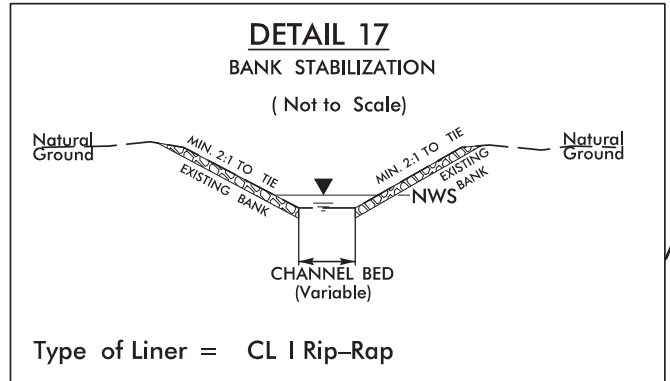 DETAIL 17
BANK STABILIZATION
( Not to Scale)
Natural
Ground
MIN. 2:1 TO TIE
EXISTING BANK
MIN. 2:1 TO TIE
EXISTING
BANK
Natural
Ground
NWS
CHANNEL BED
(Variable)
Type of Liner = CL I Rip-Rap